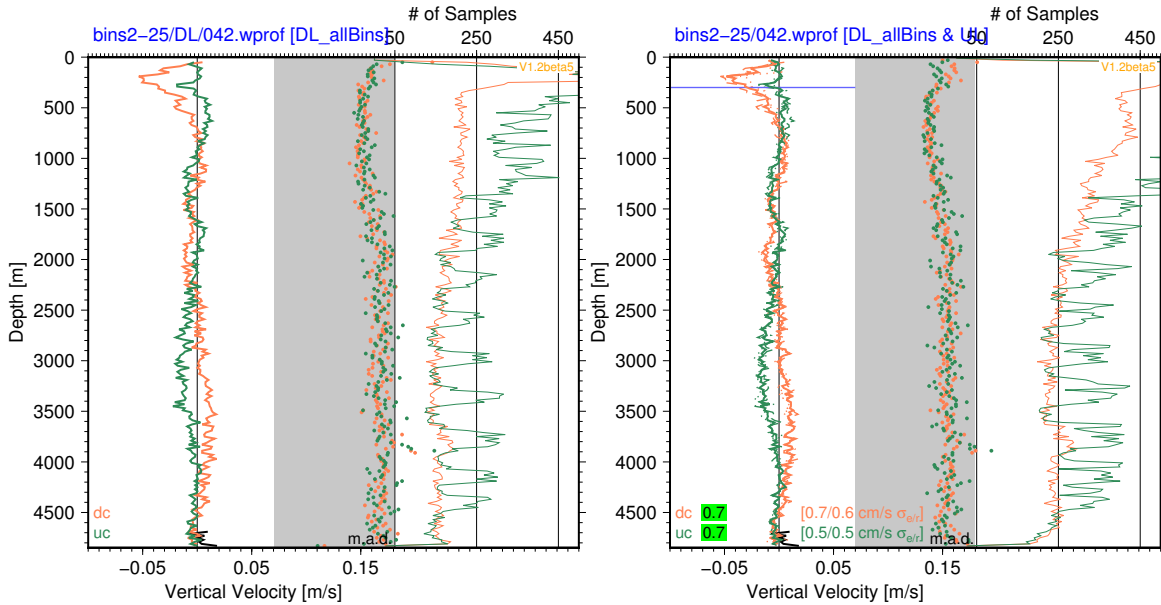 # of Samples
bins2-25/DL/042.wprof [DL_allBins]
50 250 450
V1.2beta5
0
500
1000
1500
2000
2500
3000
3500
4000
4500
Depth [m]
dc
uc
m.a.d.
−0.05 0.00 0.15
Vertical Velocity [m/s]
# of Samples
bins2-25/042.wprof [DL_allBins & UL]
50 250 450
V1.2beta5
0
500
1000
1500
2000
2500
3000
3500
4000
4500
Depth [m]
dc 0.7 [0.7/0.6 cm/s σe/r]
uc 0.7 [0.5/0.5 cm/s σe/r]
m.a.d.
−0.05 0.00 0.15
Vertical Velocity [m/s]